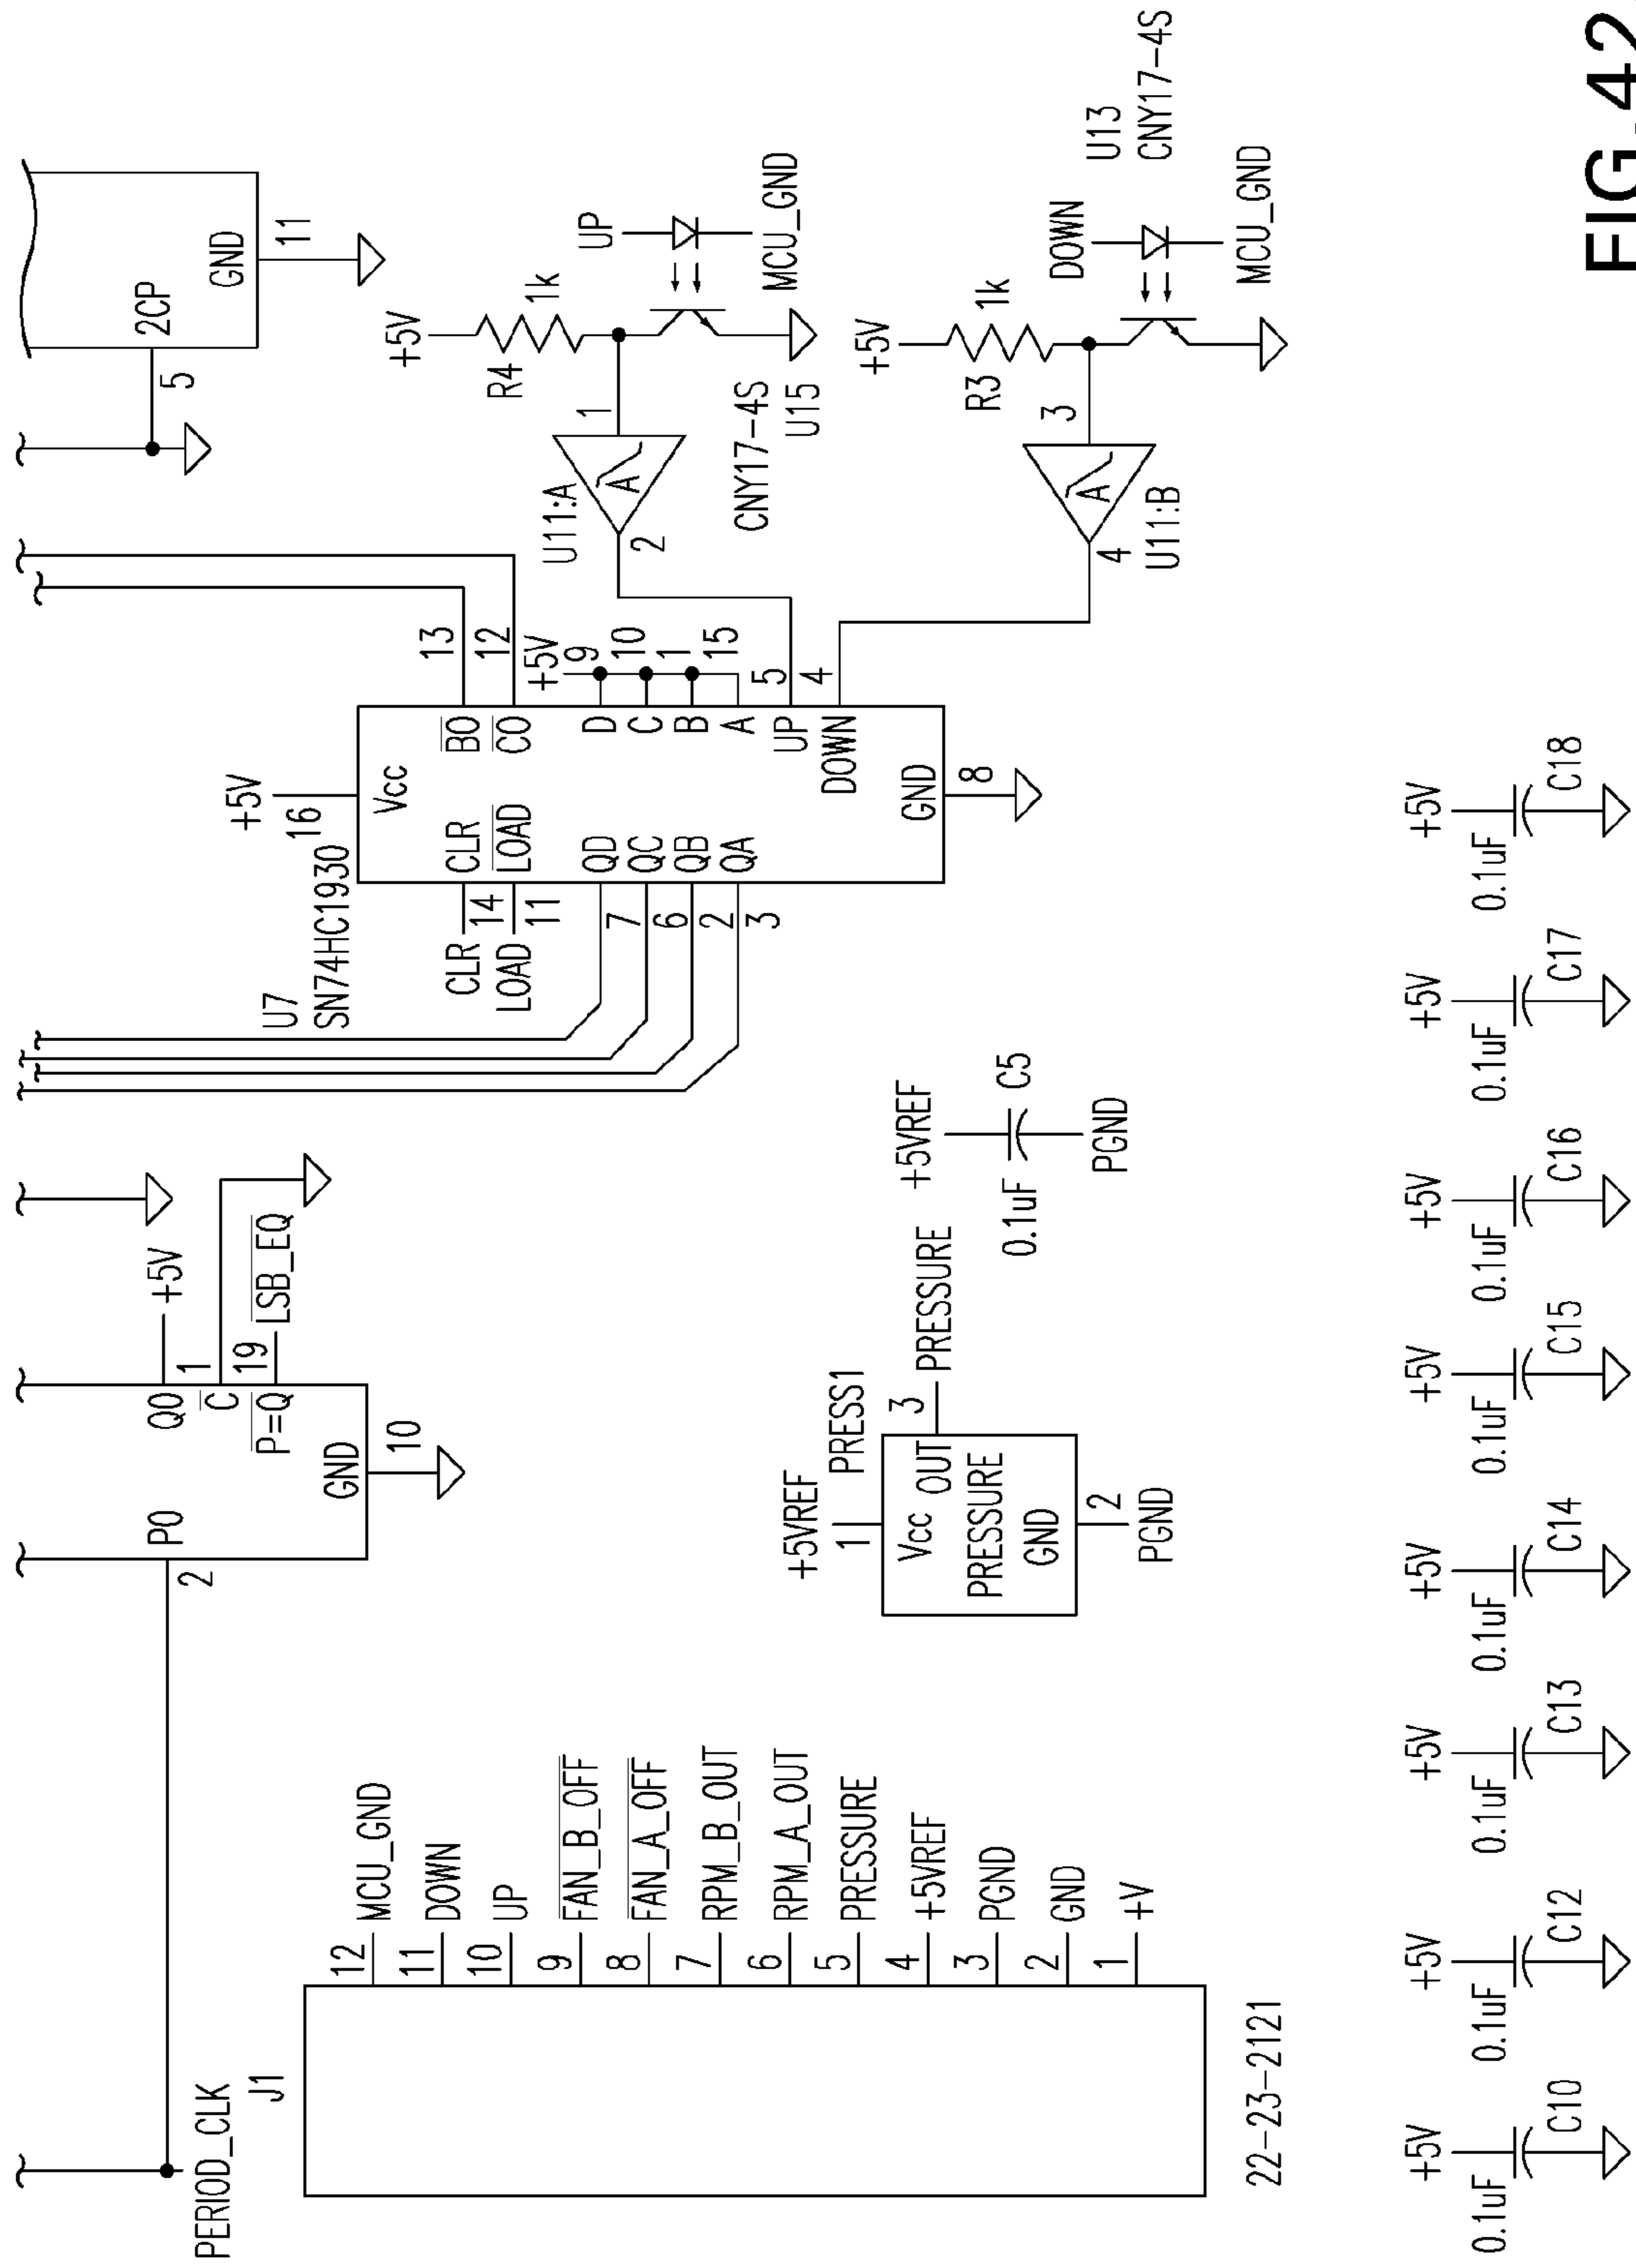 PERIOD_CLK
2
P0
Q0
+5V
1
C
19
LSB_EQ
P=Q
GND
10
2CP
5
GND
11
J1
12 MCU_GND
11 DOWN
10 UP
9 FAN_B_OFF
8 FAN_A_OFF
7 RPM_B_OUT
6 RPM_A_OUT
5 PRESSURE
4 +5VREF
3 PGND
2 GND
1 +V
22-23-2121
+5VREF
1
PRESS1
Vcc
OUT
3
PRESSURE
PRESSURE
GND
2
PGND
+5VREF
0.1uF
C5
PGND
U7
SN74HC1930
+5V
16
Vcc
CLR
14
CLR
LOAD
11
LOAD
BO
13
CO
12
+5V
QD
7
QC
6
QB
2
QA
3
D
9
C
10
B
1
A
15
UP
5
DOWN
4
GND
8
+5V
R4
1k
UP
MCU_GND
U11:A
A
1
2
CNY17-4S
U15
+5V
R3
1k
DOWN
U13
CNY17-4S
MCU_GND
3
A
4
U11:B
+5V
0.1uF
C10
+5V
0.1uF
C12
+5V
0.1uF
C13
+5V
0.1uF
C14
+5V
0.1uF
C15
+5V
0.1uF
C16
+5V
0.1uF
C17
+5V
0.1uF
C18
FIG.42